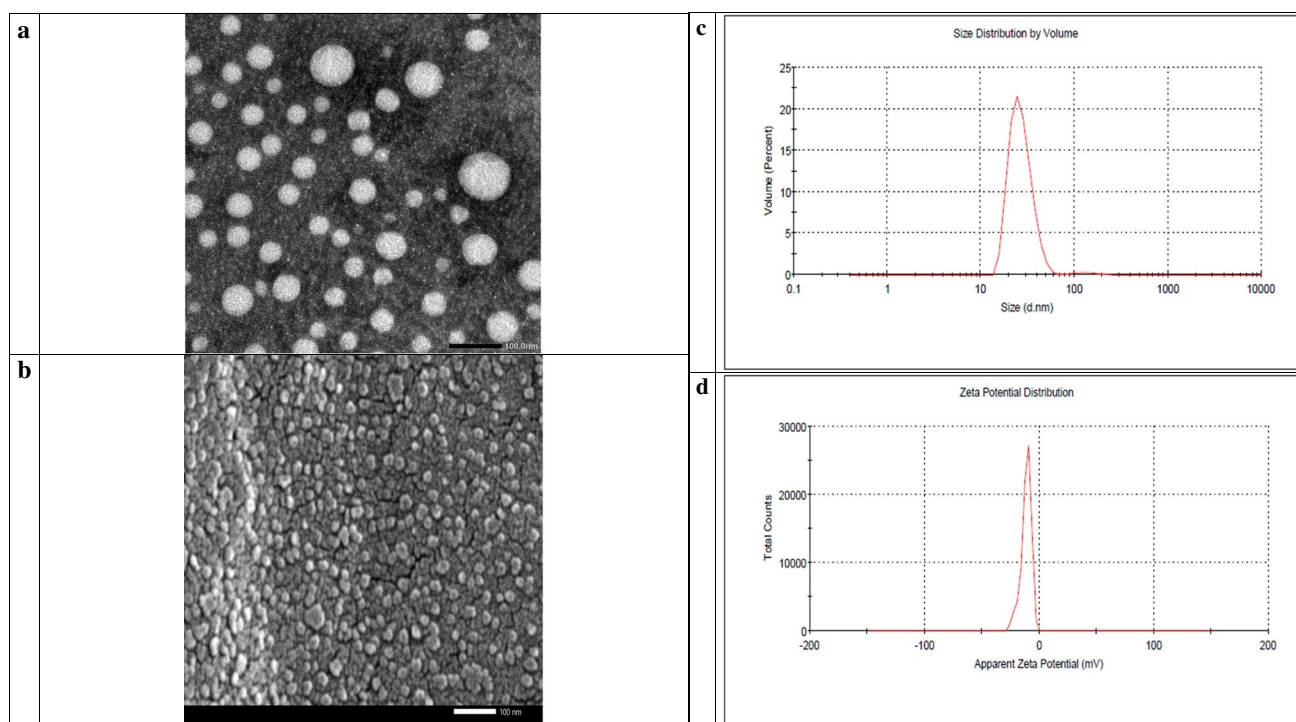 a
100.0nm
b
100 nm
c
Size Distribution by Volume
Volume (Percent)
25
20
15
10
5
0
0.1 1 10 100 1000 10000
Size (d.nm)
d
Zeta Potential Distribution
Total Counts
30000
20000
10000
0
-200 -100 0 100 200
Apparent Zeta Potential (mV)